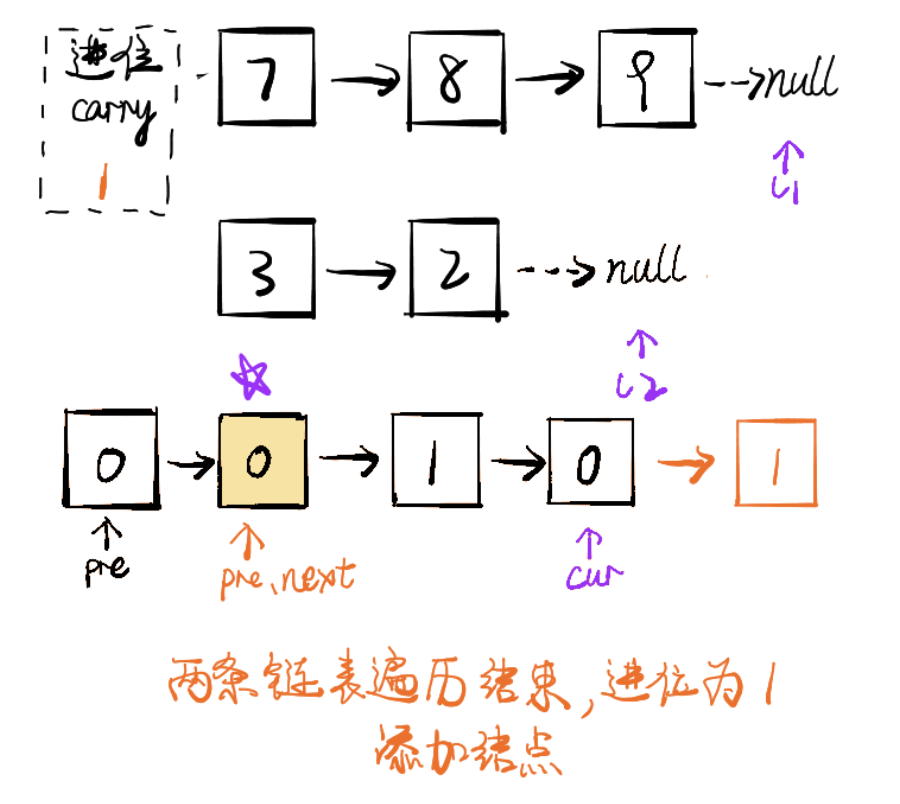 进位
carry
1
7 8 9 null
L1
3 2 null
L2
0 0 1 0 1
pre
pre.next
cur
两条链表遍历结束,进位为1
添加结点